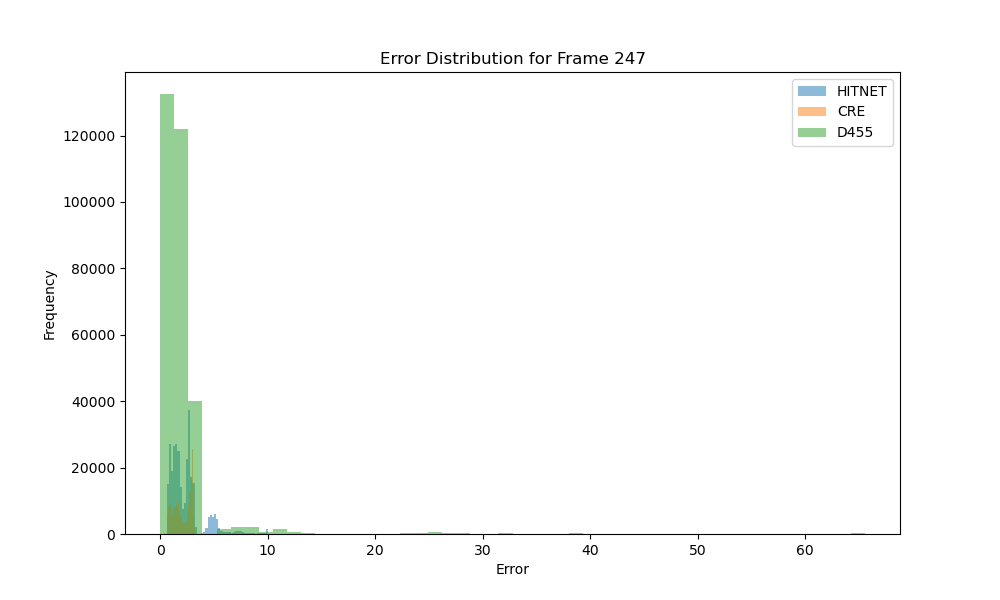 Error Distribution for Frame 247
HITNET
CRE
D455
120000
100000
80000
60000
40000
20000
0
Frequency
0 10 20 30 40 50 60
Error